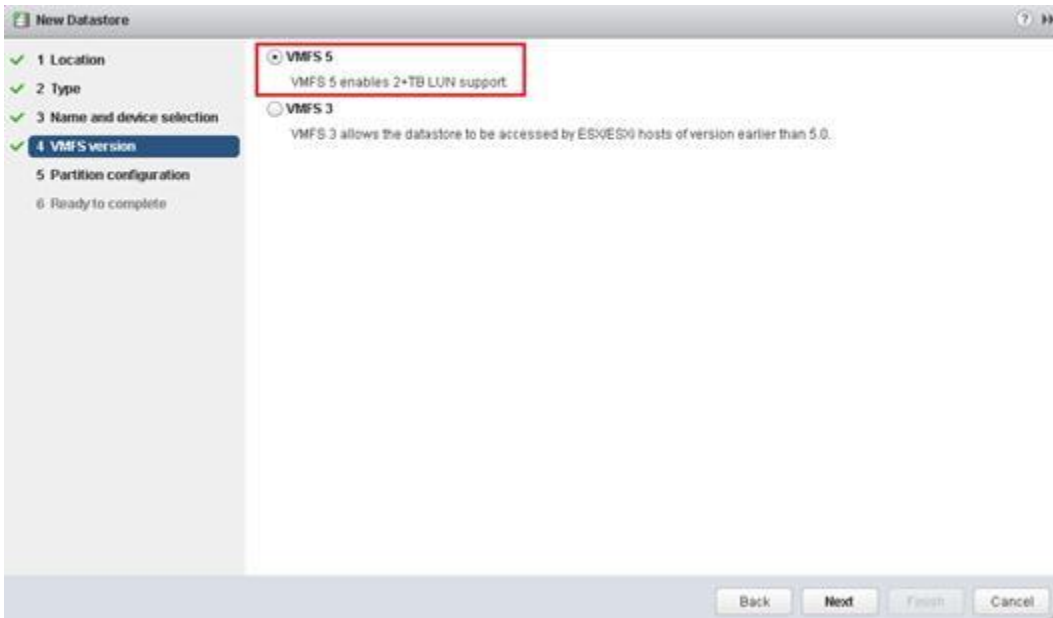 New Datastore
1 Location
2 Type
3 Name and device selection
4 VMFS version
5 Partition configuration
6 Ready to complete
VMFS 5
VMFS 5 enables 2+TB LUN support
VMFS 3
VMFS 3 allows the datastore to be accessed by ESX/ESXi hosts of version earlier than 5.0.
Back Next Finish Cancel